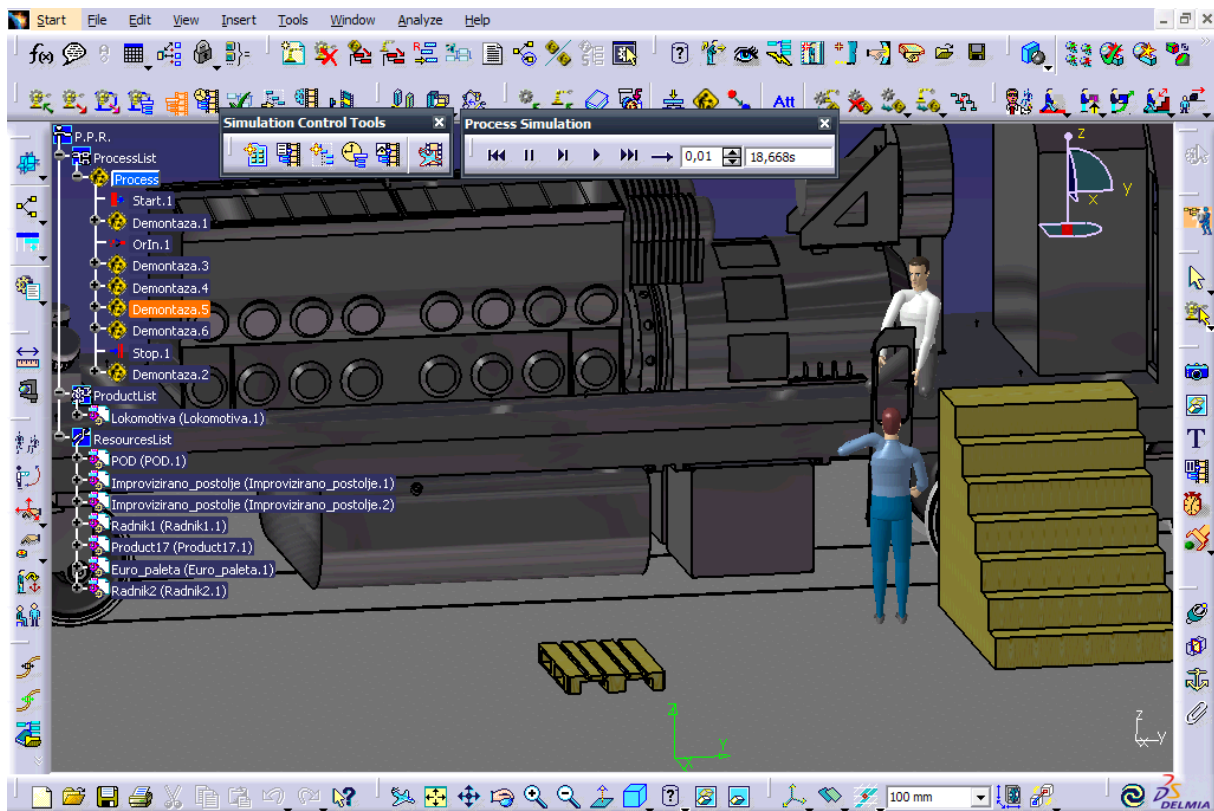 Start File Edit View Insert Tools Window Analyze Help
f(x)
Att
Simulation Control Tools
Process Simulation
0,01 18,668s
P.P.R.
ProcessList
Process
Start.1
Demontaza.1
OrIn.1
Demontaza.3
Demontaza.4
Demontaza.5
Demontaza.6
Stop.1
Demontaza.2
ProductList
Lokomotiva (Lokomotiva.1)
ResourcesList
POD (POD.1)
Improvizirano_postolje (Improvizirano_postolje.1)
Improvizirano_postolje (Improvizirano_postolje.2)
Radnik1 (Radnik1.1)
Product17 (Product17.1)
Euro_paleta (Euro_paleta.1)
Radnik2 (Radnik2.1)
z
y
x
T
Z
Y
z
x y
100 mm
DELMIA